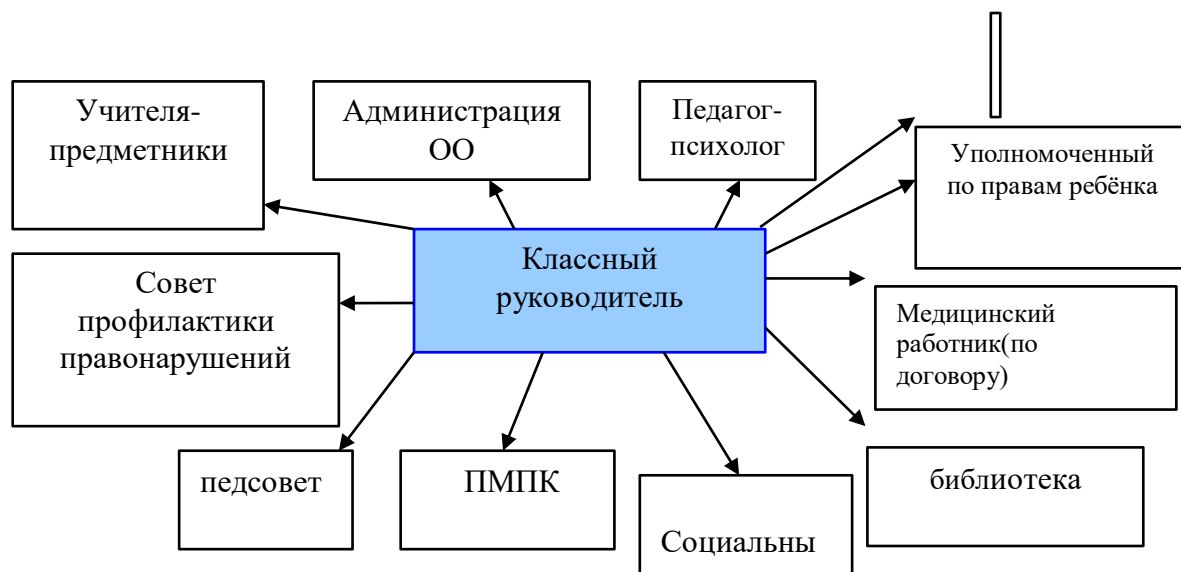 Учителя-
предметники
Администрация
ОО
Педагог-
психолог
Уполномоченный
по правам ребёнка
Классный
руководитель
Совет
профилактики
правонарушений
Медицинский
работник(по
договору)
педсовет
ПМПК
Социальны
библиотека